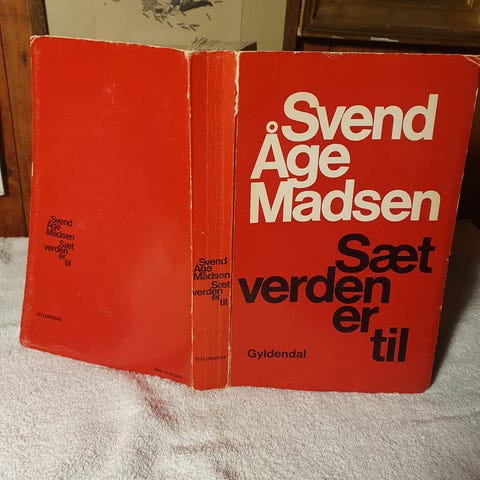 Svend
Åge
Madsen
Sæt
verden
er
til
GYLDENDAL
Svend
Åge
Madsen
Sæt
verden
er
til
GYLDENDAL
Svend
Åge
Madsen
Sæt
verden
er
til
Gyldendal